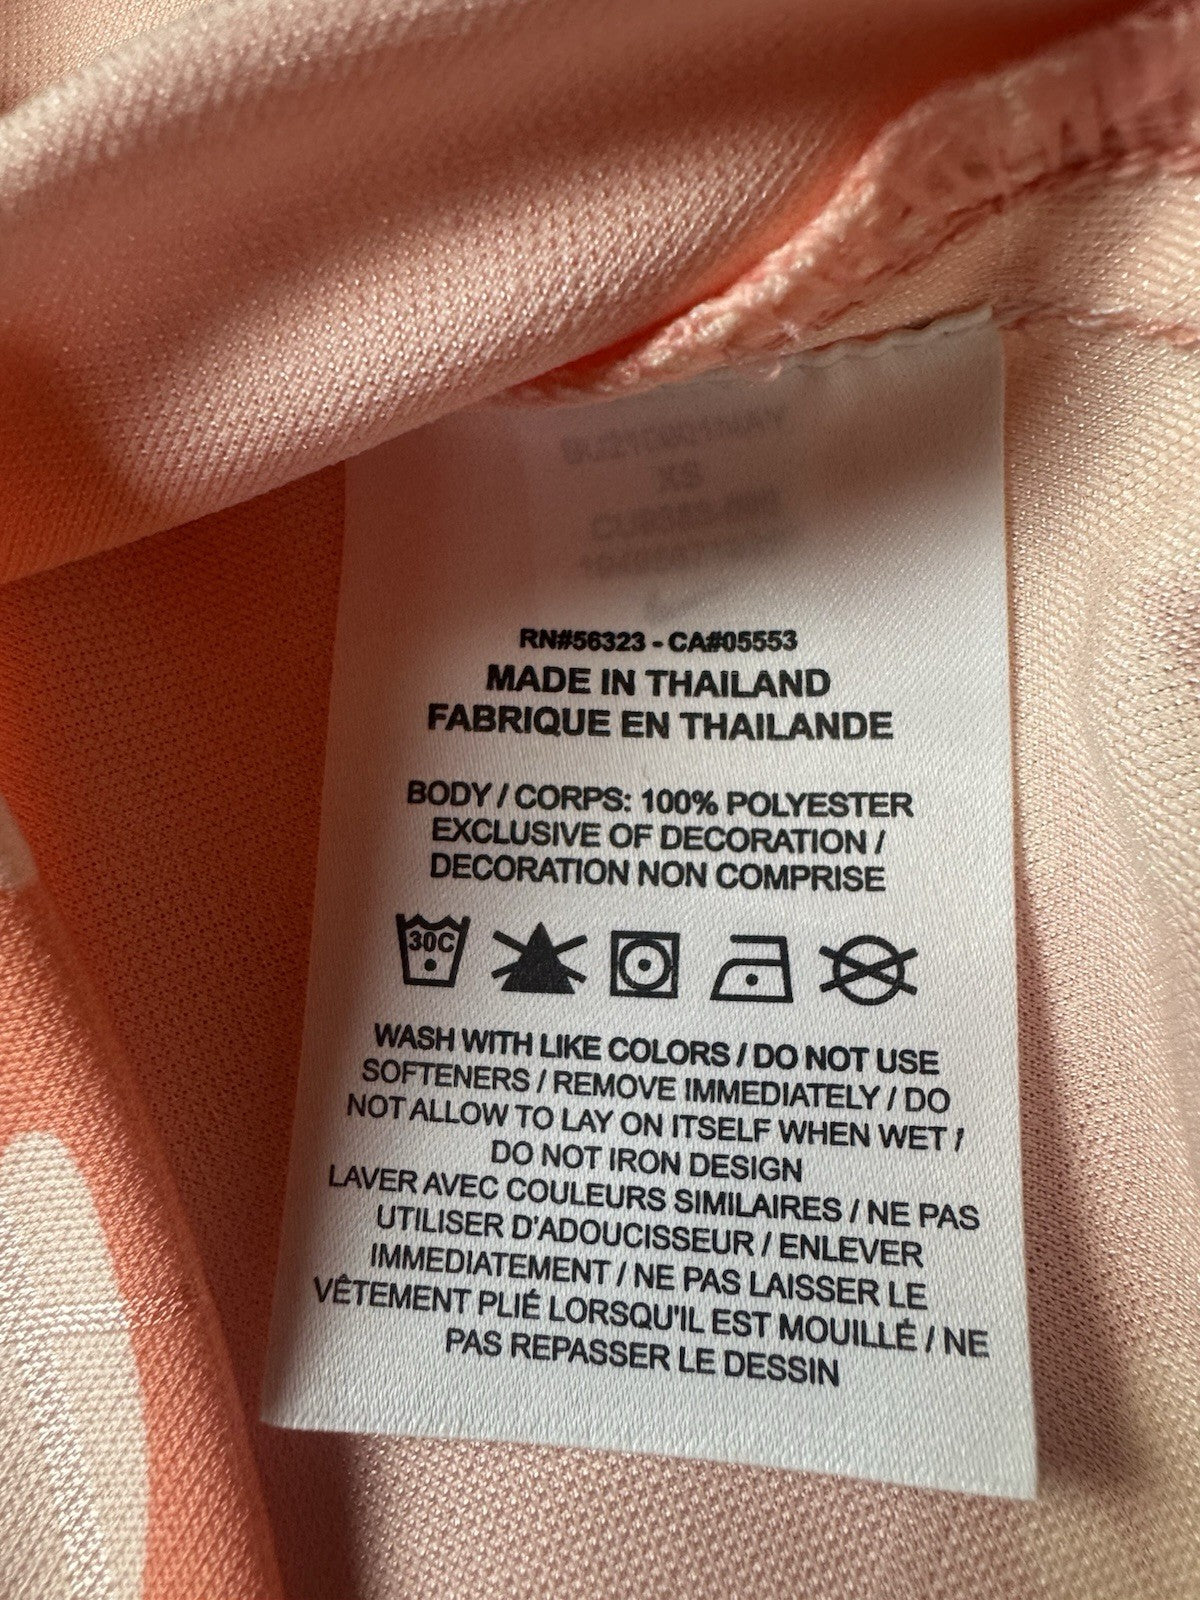 RN#56323 - CA#05553
MADE IN THAILAND
FABRIQUE EN THAILANDE
BODY / CORPS: 100% POLYESTER
EXCLUSIVE OF DECORATION /
DECORATION NON COMPRISE
30C
WASH WITH LIKE COLORS / DO NOT USE
SOFTENERS / REMOVE IMMEDIATELY / DO
NOT ALLOW TO LAY ON ITSELF WHEN WET /
DO NOT IRON DESIGN
LAVER AVEC COULEURS SIMILAIRES / NE PAS
UTILISER D'ADOUCISSEUR / ENLEVER
IMMEDIATEMENT / NE PAS LAISSER LE
VÊTEMENT PLIÉ LORSQU'IL EST MOUILLÉ / NE
PAS REPASSER LE DESSIN